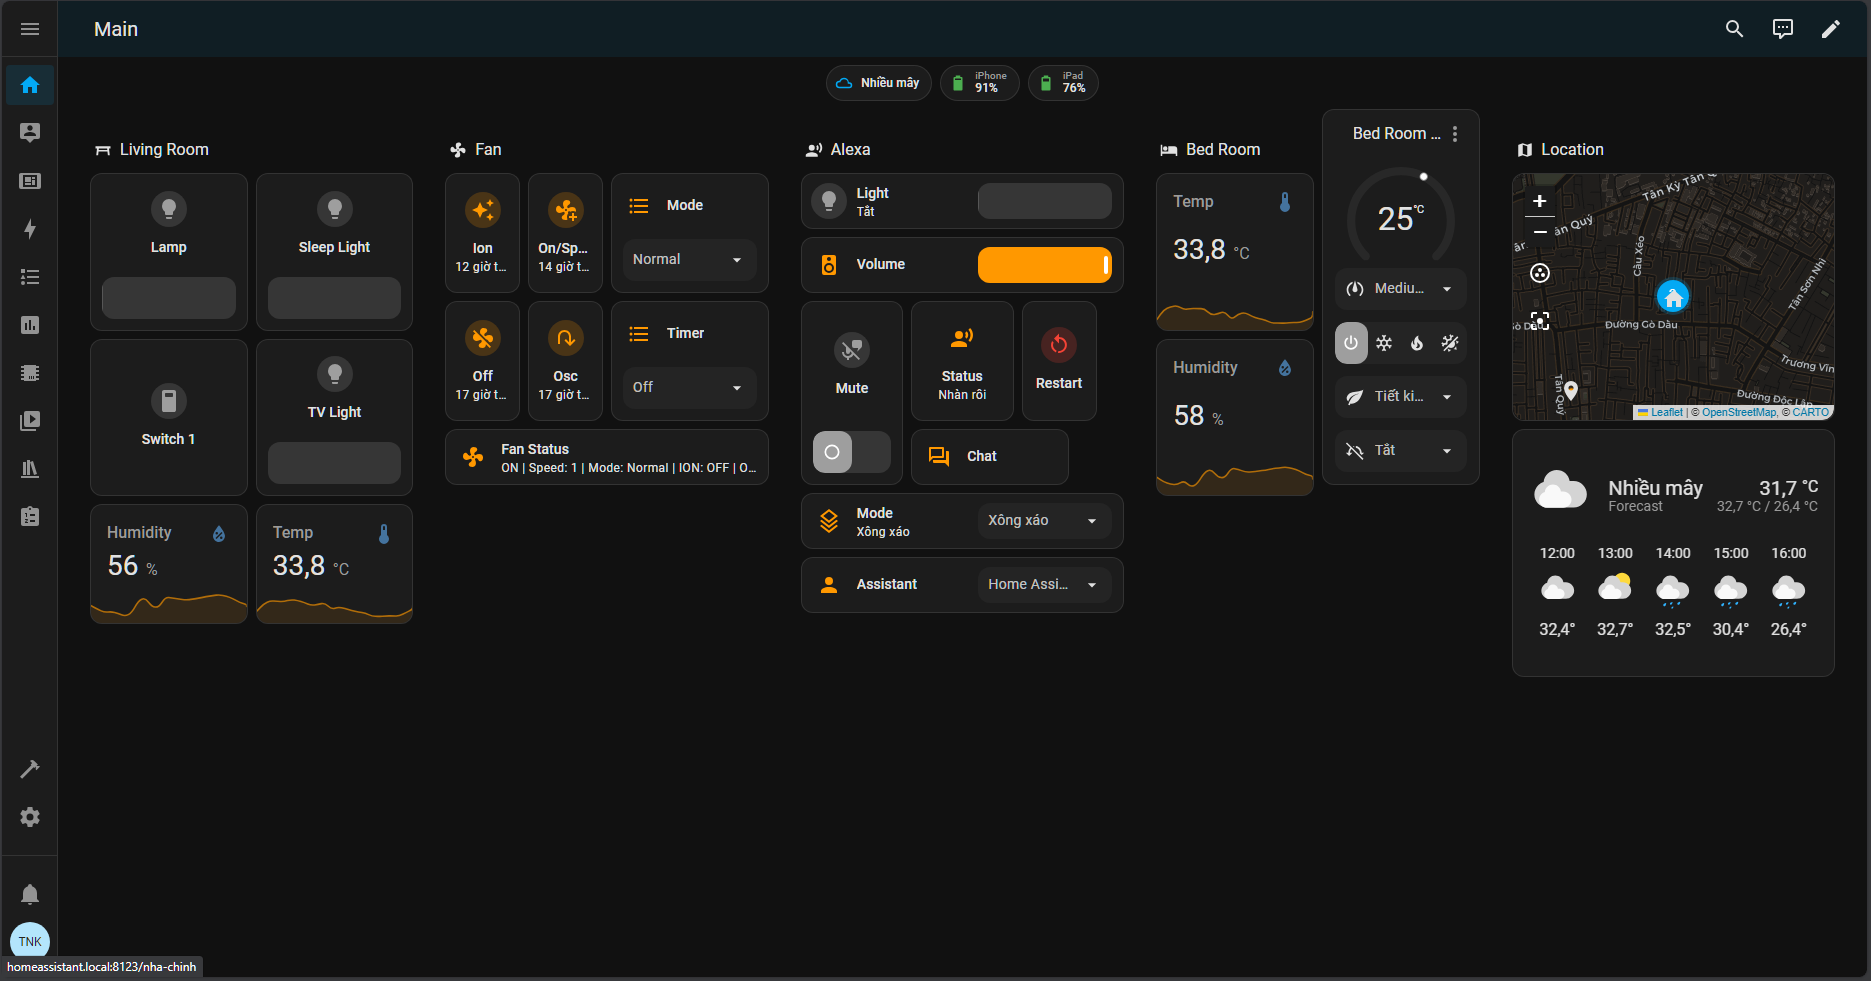 Main
Nhiều mây
iPhone
91%
iPad
76%
Living Room
Lamp
Sleep Light
Switch 1
TV Light
Humidity
56 %
Temp
33,8 °C
Fan
Ion
12 giờ t...
On/Sp...
14 giờ t...
Mode
Normal
Off
17 giờ t...
Osc
17 giờ t...
Timer
Off
Fan Status
ON | Speed: 1 | Mode: Normal | ION: OFF | O...
Alexa
Light
Tắt
Volume
Mute
Status
Nhàn rỗi
Restart
Chat
Mode
Xông xáo
Xông xáo
Assistant
Home Assi...
Bed Room
Temp
33,8 °C
Humidity
58 %
Bed Room ...
25 °C
Mediu...
Tiết ki...
Tắt
Location
+
−
Tân Kỳ Tân Q
ân Quý
Cầu Xéo
Tân Sơn Nhì
Đường Gò Dầu
Trương Vĩn
Đường Độc Lập
Tân Quý
Leaflet | © OpenStreetMap, © CARTO
Nhiều mây
Forecast
31,7 °C
32,7 °C / 26,4 °C
12:00 13:00 14:00 15:00 16:00
32,4° 32,7° 32,5° 30,4° 26,4°
TNK
homeassistant.local:8123/nha-chinh